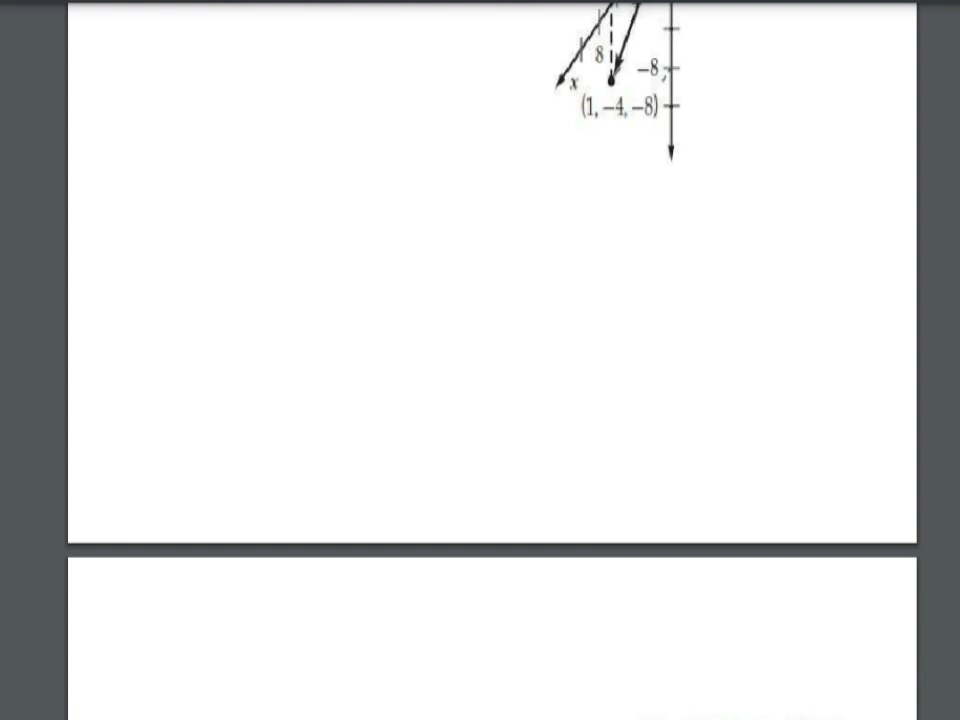 8
–8
x
(1, –4, –8)